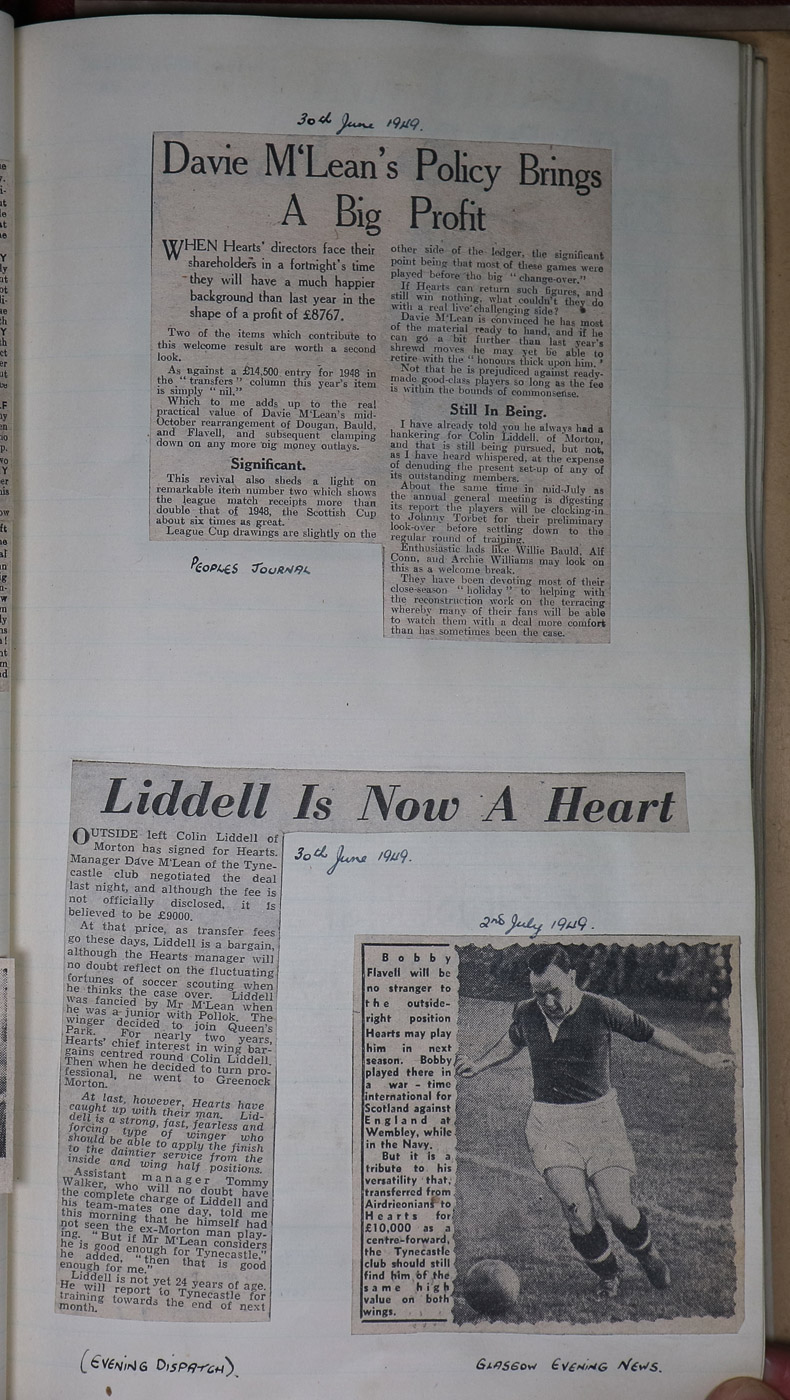 30th June 1949.
Davie M'Lean's Policy Brings
A Big Profit
WHEN Hearts' directors face their
shareholders in a fortnight's time
they will have a much happier
background than last year in the
shape of a profit of £8767.
Two of the items which contribute to
this welcome result are worth a second
look.
As against a £14,500 entry for 1948 in
the "transfers" column this year's item
is simply "nil."
Which to me adds up to the real
practical value of Davie M'Lean's mid-
October rearrangement of Dougan, Bauld,
and Flavell, and subsequent clamping
down on any more big money outlays.
Significant.
This revival also sheds a light on
remarkable item number two which shows
the league match receipts more than
double that of 1948, the Scottish Cup
about six times as great.
League Cup drawings are slightly on the
other side of the ledger, the significant
point being that most of these games were
played before the big "change-over."
If Hearts can return such figures, and
still win nothing, what couldn't they do
with a real live challenging side?
Davie M'Lean is convinced he has most
of the material ready to hand, and if he
can go a bit further than last year's
shrewd moves he may yet be able to
retire with the "honours thick upon him."
Not that he is prejudiced against ready-
made good-class players so long as the fee
is within the bounds of commonsense.
Still In Being.
I have already told you he always had a
hankering for Colin Liddell, of Morton,
and that is still being pursued, but not,
as I have heard whispered, at the expense
of denuding the present set-up of any of
its outstanding members.
About the same time in mid-July as
the annual general meeting is digesting
its report the players will be clocking-in
to Johnny Torbet for their preliminary
look-over before settling down to the
regular round of training.
Enthusiastic lads like Willie Bauld, Alf
Conn, and Archie Williams may look on
this as a welcome break.
They have been devoting most of their
close-season "holiday" to helping with
the reconstruction work on the terracing
whereby many of their fans will be able
to watch them with a deal more comfort
than has sometimes been the case.
PEOPLES JOURNAL
Liddell Is Now A Heart
30th June 1949.
OUTSIDE left Colin Liddell of
Morton has signed for Hearts.
Manager Dave M'Lean of the Tyne-
castle club negotiated the deal
last night, and although the fee is
not officially disclosed, it is
believed to be £9000.
At that price, as transfer fees
go these days, Liddell is a bargain,
although the Hearts manager will
no doubt reflect on the fluctuating
fortunes of soccer scouting when
he thinks the case over. Liddell
was fancied by Mr M'Lean when
he was a junior with Pollok. The
winger decided to join Queen's
Park. For nearly two years,
Hearts' chief interest in wing bar-
gains centred round Colin Liddell.
Then when he decided to turn pro-
fessional, he went to Greenock
Morton.
At last, however, Hearts have
caught up with their man. Lid-
dell is a strong, fast, fearless and
forcing type of winger who
should be able to apply the finish
to the daintier service from the
inside and wing half positions.
Assistant manager Tommy
Walker, who will no doubt have
the complete charge of Liddell and
his team-mates one day, told me
this morning that he himself had
not seen the ex-Morton man play-
ing. "But if Mr M'Lean considers
he is good enough for Tynecastle,"
he added, "then that is good
enough for me."
Liddell is not yet 24 years of age.
He will report to Tynecastle for
training towards the end of next
month.
(EVENING DISPATCH).
2nd July 1949.
Bobby
Flavell will be
no stranger to
the outside-
right position
Hearts may play
him in next
season. Bobby
played there in
a war-time
international for
Scotland against
England at
Wembley, while
in the Navy.
But it is a
tribute to his
versatility that,
transferred from
Airdrieonians to
Hearts for
£10,000 as a
centre-forward,
the Tynecastle
club should still
find him of the
same high
value on both
wings.
GLASGOW EVENING NEWS.